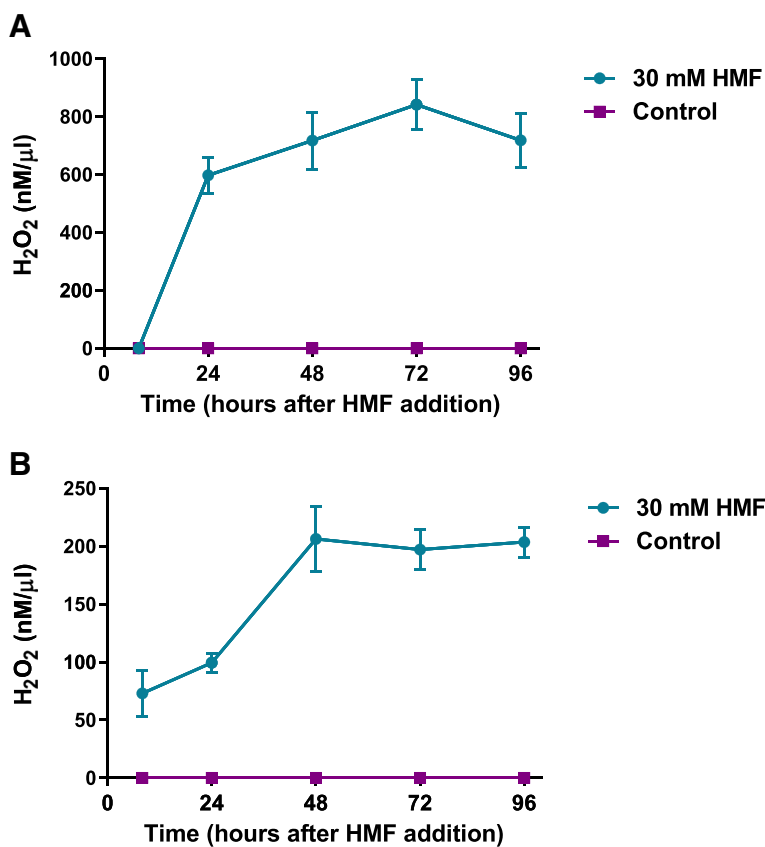 A
1000
800
600
400
200
0
H₂O₂ (nM/μl)
0 24 48 72 96
Time (hours after HMF addition)
30 mM HMF
Control
B
250
200
150
100
50
0
H₂O₂ (nM/μl)
0 24 48 72 96
Time (hours after HMF addition)
30 mM HMF
Control